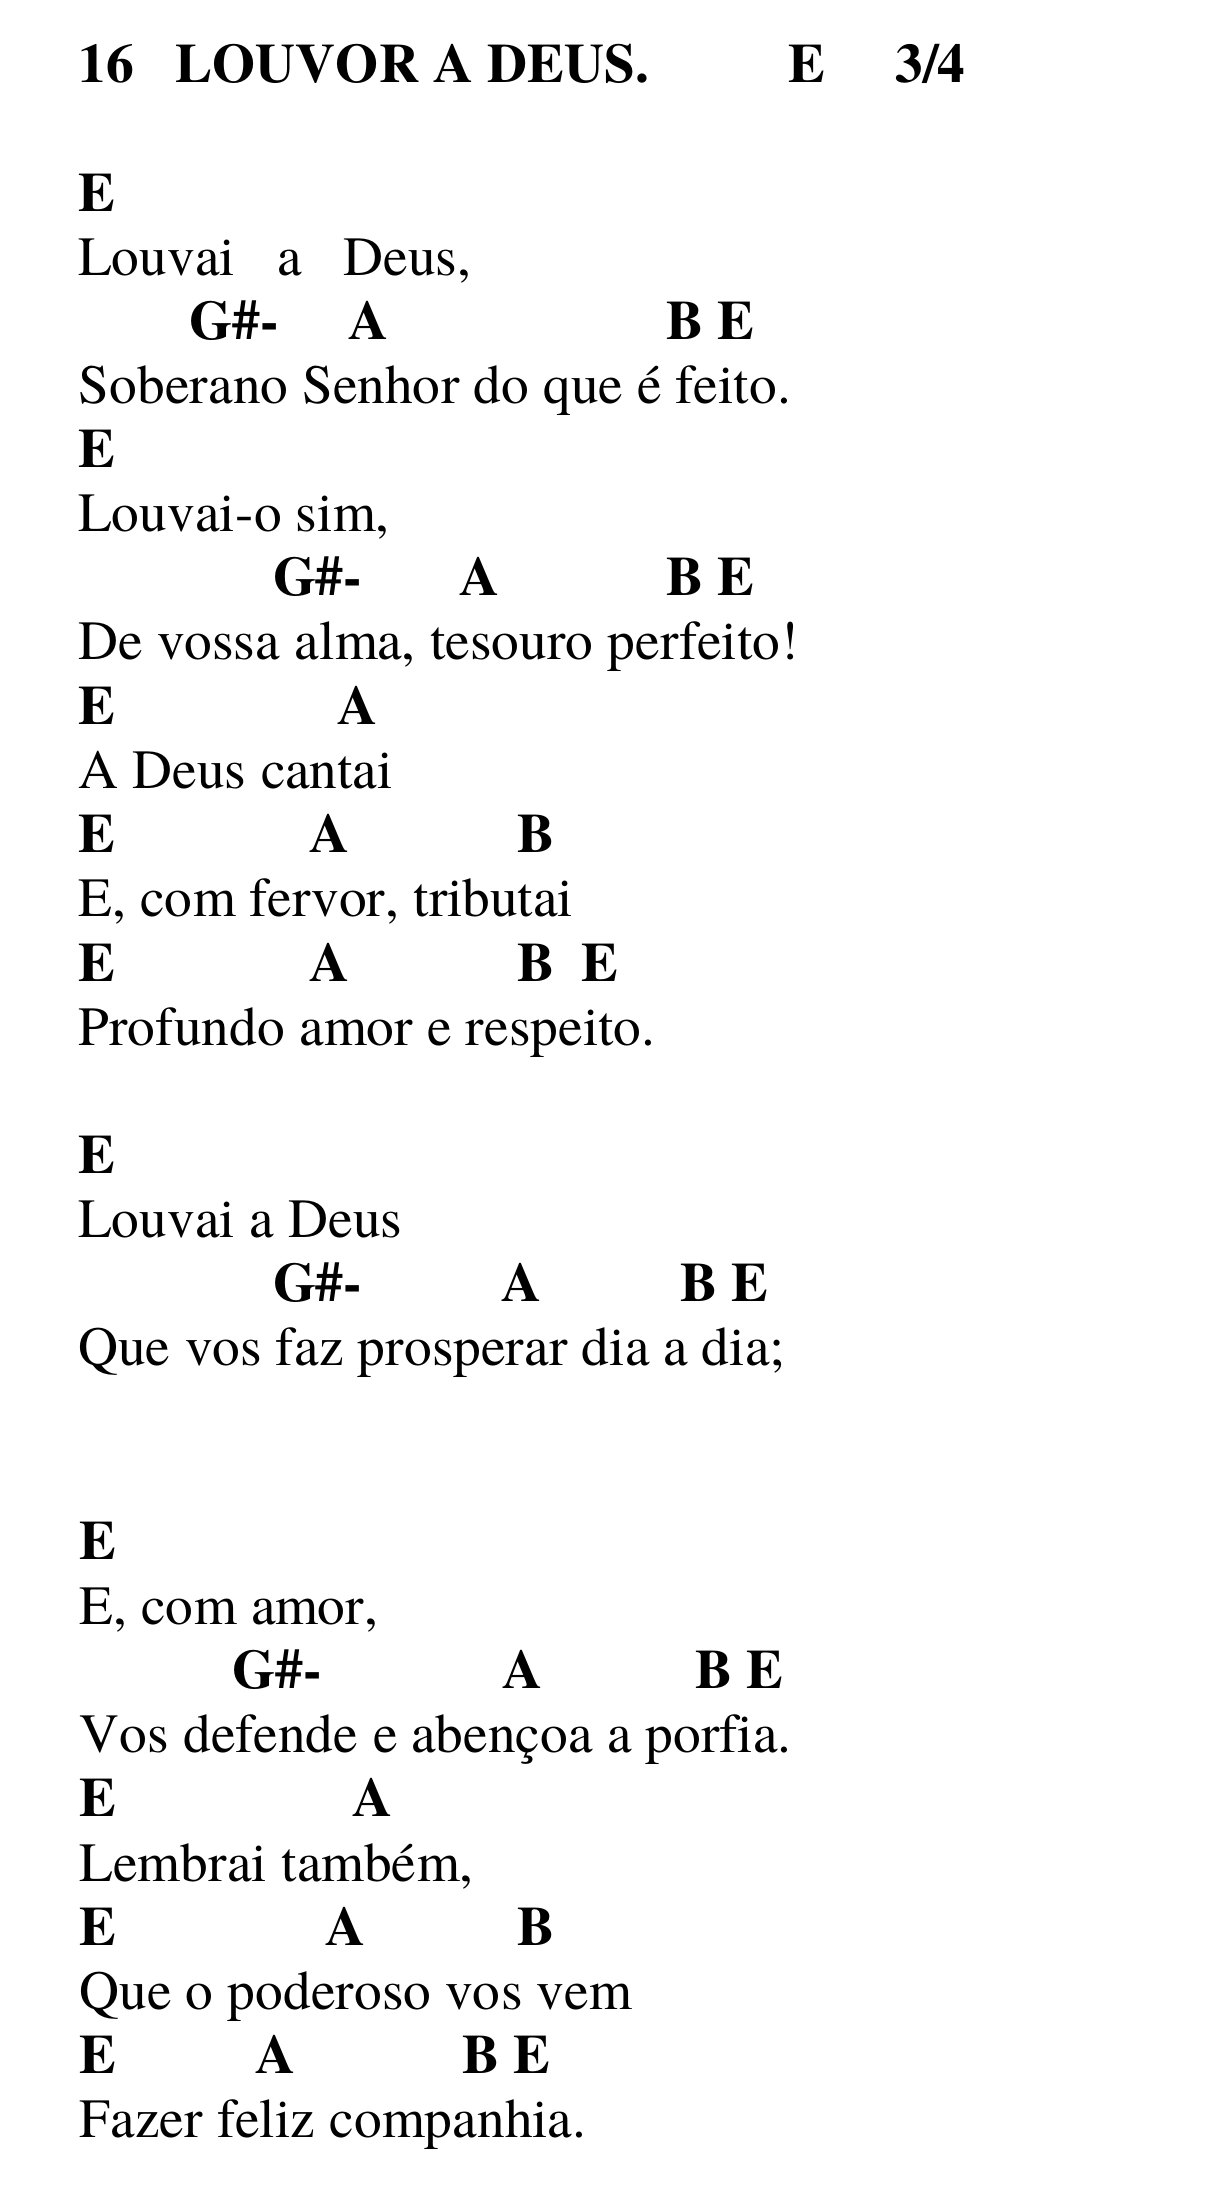 16 LOUVOR A DEUS. E 3/4
E
Louvai a Deus,
G#- A B E
Soberano Senhor do que é feito.
E
Louvai-o sim,
G#- A B E
De vossa alma, tesouro perfeito!
E A
A Deus cantai
E A B
E, com fervor, tributai
E A B E
Profundo amor e respeito.
E
Louvai a Deus
G#- A B E
Que vos faz prosperar dia a dia;
E
E, com amor,
G#- A B E
Vos defende e abençoa a porfia.
E A
Lembrai também,
E A B
Que o poderoso vos vem
E A B E
Fazer feliz companhia.